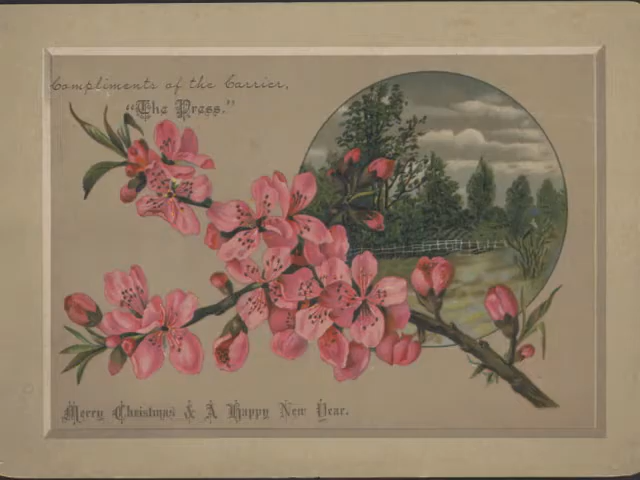 Compliments of the Carrier,
"The Press."
Merry Christmas & A Happy New Year.